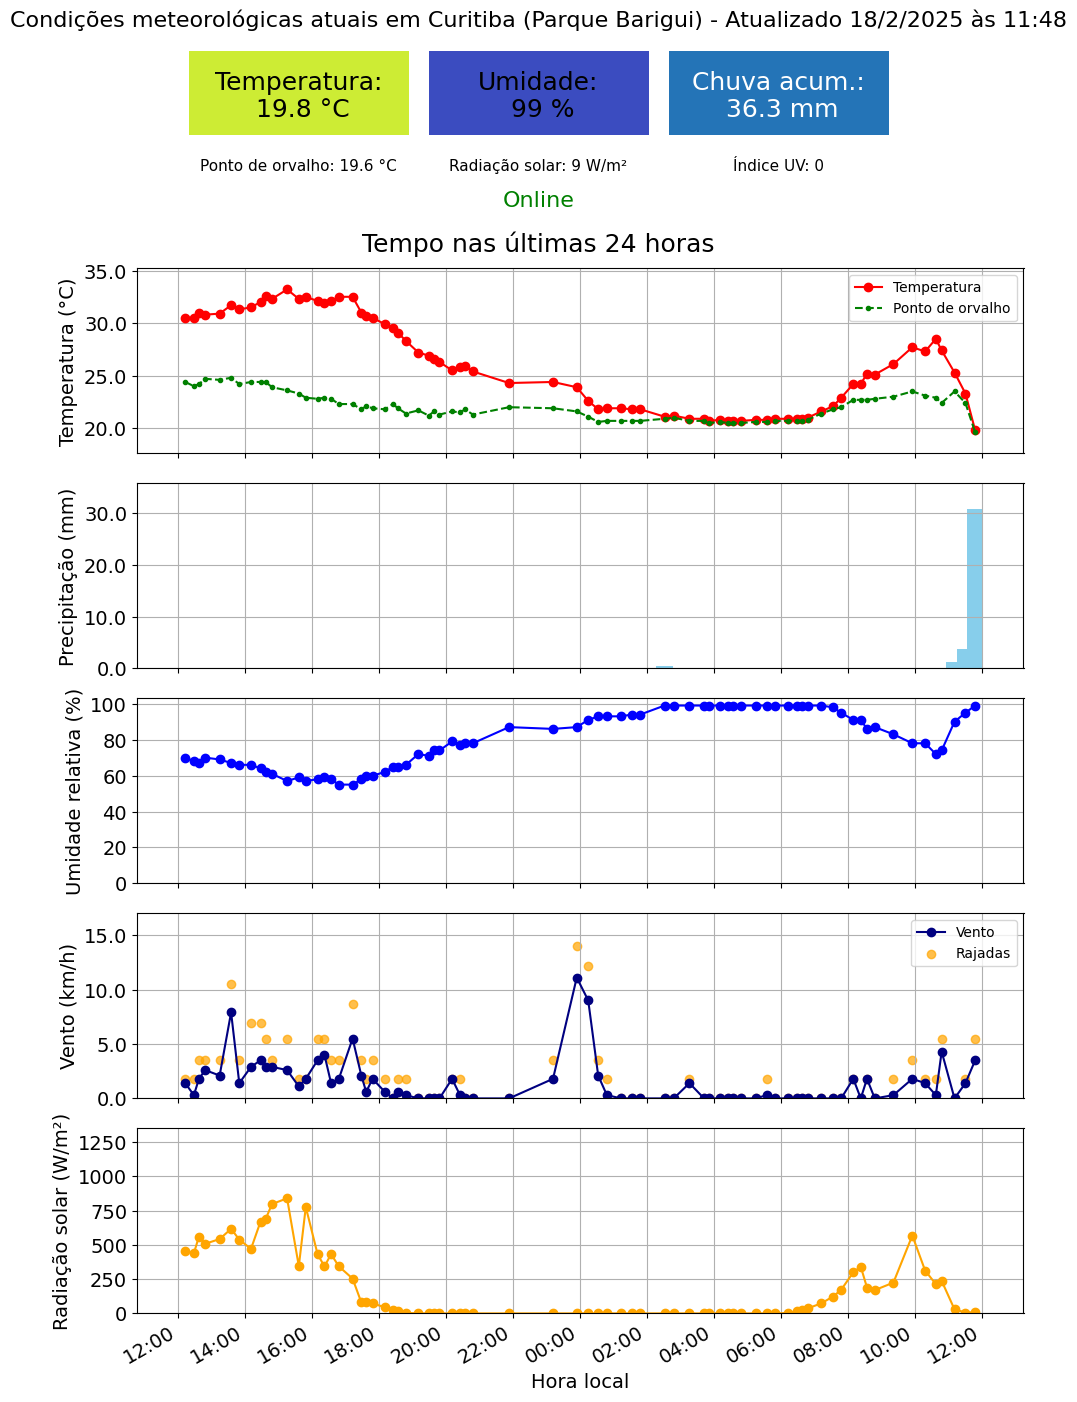 Condições meteorológicas atuais em Curitiba (Parque Barigui) - Atualizado 18/2/2025 às 11:48
Temperatura:
19.8 °C
Umidade:
99 %
Chuva acum.:
36.3 mm
Ponto de orvalho: 19.6 °C
Radiação solar: 9 W/m²
Índice UV: 0
Online
Tempo nas últimas 24 horas
Temperatura (°C)
35.0
30.0
25.0
20.0
Temperatura
Ponto de orvalho
Precipitação (mm)
30.0
20.0
10.0
0.0
Umidade relativa (%)
100
80
60
40
20
0
Vento (km/h)
15.0
10.0
5.0
0.0
Vento
Rajadas
Radiação solar (W/m²)
1250
1000
750
500
250
0
12:00
14:00
16:00
18:00
20:00
22:00
00:00
02:00
04:00
06:00
08:00
10:00
12:00
Hora local